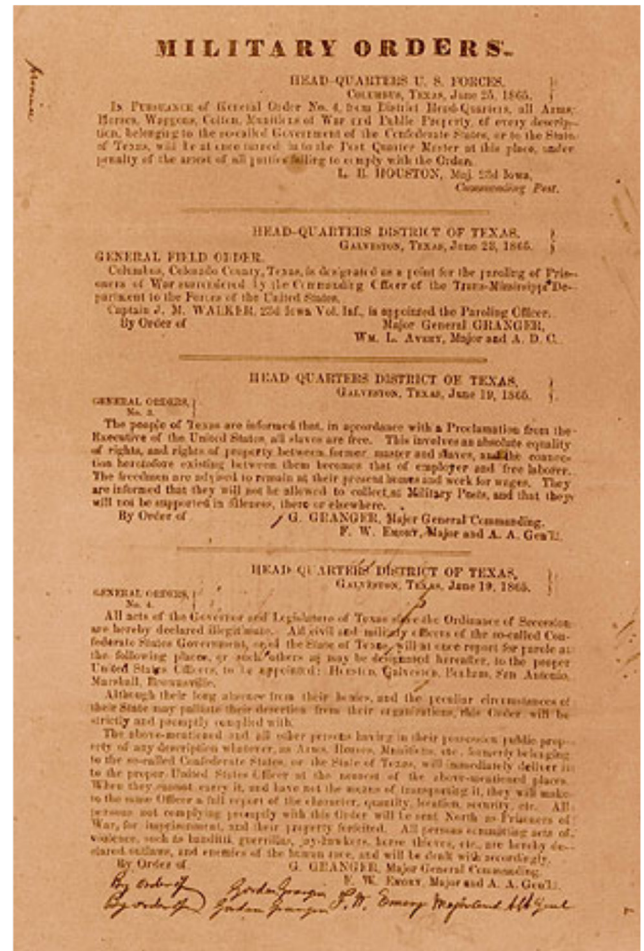 MILITARY ORDERS.
HEAD-QUARTERS U. S. FORCES,
COLUMBUS, TEXAS, June 25, 1865.
IN PURSUANCE of General Order No. 4, from District Head-Quarters, all Arms,
Horses, Waggons, Cotton, Munitions of War and Public Property, of every descrip-
tion, belonging to the so-called Government of the Confederate States, or to the State
of Texas, will be at once turned into the Post Quarter Master at this place, under
penalty of the arrest of all parties failing to comply with the Order.
L. B. HOUSTON, Maj. 23d Iowa,
Commanding Post.
HEAD-QUARTERS DISTRICT OF TEXAS,
GALVESTON, TEXAS, June 23, 1865.
GENERAL FIELD ORDER.
Columbus, Colorado County, Texas, is designated as a point for the paroling of Pris-
oners of War surrendered by the Commanding Officer of the Trans-Mississippi De-
partment to the Forces of the United States.
Captain J. M. WALKER, 23d Iowa Vol. Inf., is appointed the Paroling Officer.
By Order of Major General GRANGER,
WM. L. AVERY, Major and A. D. C.
HEAD QUARTERS DISTRICT OF TEXAS,
GALVESTON, TEXAS, June 19, 1865.
GENERAL ORDERS,
No. 3.
The people of Texas are informed that, in accordance with a Proclamation from the
Executive of the United States, all slaves are free. This involves an absolute equality
of rights, and rights of property between former master and slaves, and the connec-
tion heretofore existing between them becomes that of employer and free laborer.
The freedmen are advised to remain at their present homes and work for wages. They
are informed that they will not be allowed to collect at Military Posts, and that they
will not be supported in idleness, there or elsewhere.
By Order of G. GRANGER, Major General Commanding.
F. W. EMORY, Major and A. A. Gen'l.
HEAD QUARTERS DISTRICT OF TEXAS,
GALVESTON, TEXAS, June 19, 1865.
GENERAL ORDERS,
No. 4.
All acts of the Governor and Legislature of Texas since the Ordinance of Secession
are hereby declared illegitimate. All civil and military officers of the so-called Con-
federate States Government, or of the State of Texas, will at once report for parole at
the following places, or such others as may be designated hereafter, to the proper
United States Officers, to be appointed: Houston, Galveston, Bonham, San Antonio,
Marshall, Brownsville.
Although their long absence from their homes, and the peculiar circumstances of
their State may palliate their desertion from their organizations, this Order will be
strictly and promptly complied with.
The above-mentioned and all other persons having in their possession public prop-
erty of any description whatever, as Arms, Horses, Munitions, etc., formerly belonging
to the so-called Confederate States, or the State of Texas, will immediately deliver it
to the proper United States Officer at the nearest of the above-mentioned places.
When they cannot carry it, and have not the means of transporting it, they will make
to the same Officer a full report of the character, quantity, location, security, etc. All
persons not complying promptly with this Order will be sent North as Prisoners of
War, for imprisonment, and their property forfeited. All persons committing acts of
violence, such as banditti, guerrillas, jay-hawkers, horse thieves, etc., are hereby de-
clared outlaws, and enemies of the human race, and will be dealt with accordingly.
By Order of G. GRANGER, Major General Commanding.
F. W. EMORY, Major and A. A. Gen'l.
By order of Gordon Granger
By order of Gordon Granger F. W. Emory Major and A A Genl